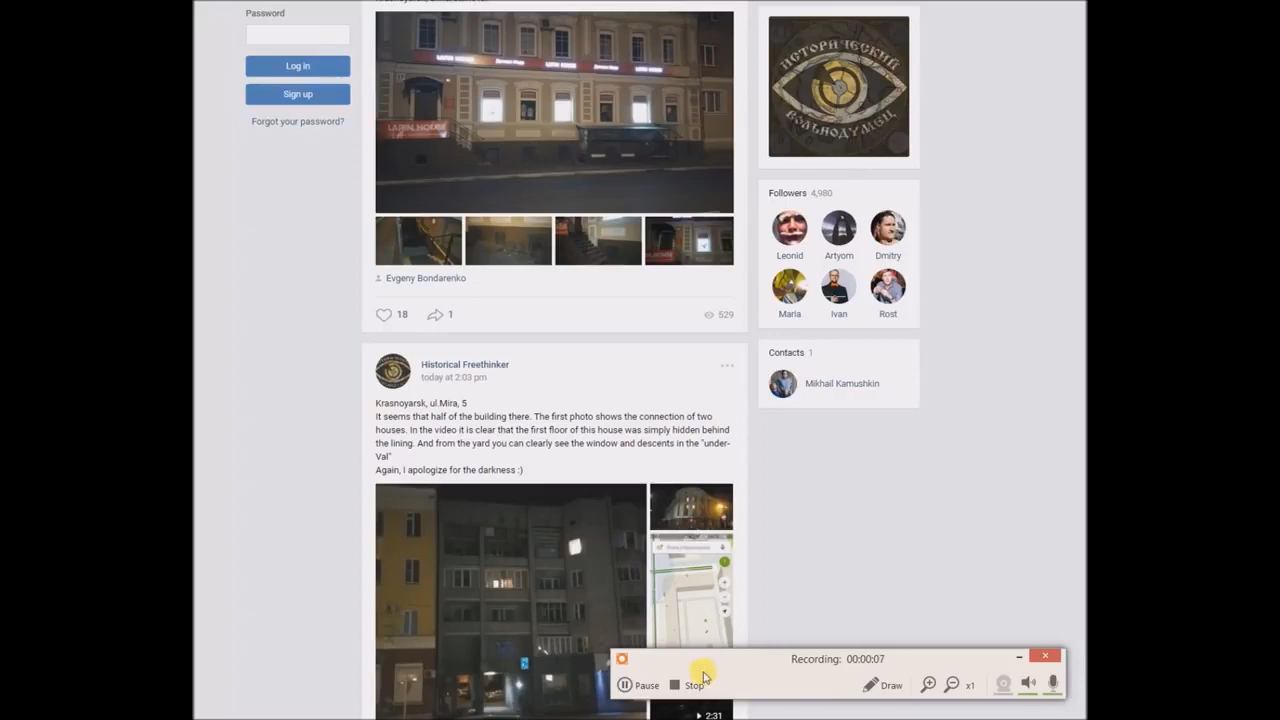 Password
Log in
Sign up
Forgot your password?
LAPIN HOUSE
Evgeny Bondarenko
18
1
529
Historical Freethinker
today at 2:03 pm
Krasnoyarsk, ul.Mira, 5
It seems that half of the building there. The first photo shows the connection of two
houses. In the video it is clear that the first floor of this house was simply hidden behind
the lining. And from the yard you can clearly see the window and descents in the "under-
Val"
Again, I apologize for the darkness :)
2:31
ИСТОРИЧЕСКИЙ
ВОЛЬНОДУМЕЦ
Followers 4,980
Leonid
Artyom
Dmitry
Maria
Ivan
Rost
Contacts 1
Mikhail Kamushkin
Recording: 00:00:07
Pause
Stop
Draw
x1